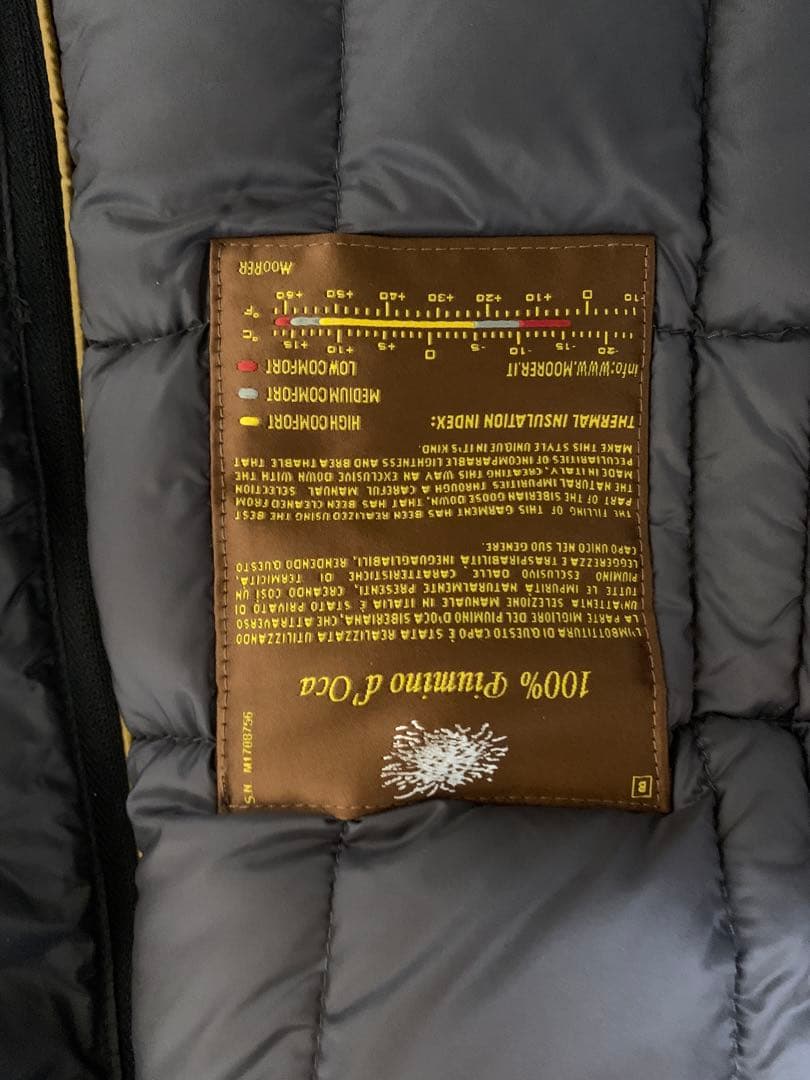 B
S.N. M1788756
100% Piumino d'Oca
L'IMBOTTITURA DI QUESTO CAPO È STATA REALIZZATA UTILIZZANDO
LA PARTE MIGLIORE DEL PIUMINO D'OCA SIBERIANA, CHE ATTRAVERSO
UN'ATTENTA SELEZIONE MANUALE IN ITALIA È STATO PRIVATO DI
TUTTE LE IMPURITÀ NATURALMENTE PRESENTI, CREANDO COSÌ UN
PIUMINO ESCLUSIVO DALLE CARATTERISTICHE DI TERMICITÀ,
LEGGEREZZA E TRASPIRABILITÀ INEGUAGLIABILI, RENDENDO QUESTO
CAPO UNICO NEL SUO GENERE.
THE FILLING OF THIS GARMENT HAS BEEN REALIZED USING THE BEST
PART OF THE SIBERIAN GOOSE DOWN, THAT HAS BEEN CLEANED FROM
THE NATURAL IMPURITIES THROUGH A CAREFUL MANUAL SELECTION
MADE IN ITALY, CREATING THIS WAY AN EXCLUSIVE DOWN WITH THE
PECULIARITIES OF INCOMPARABLE LIGHTNESS AND BREATHABLE THAT
MAKE THIS STYLE UNIQUE IN IT'S KIND.
THERMAL INSULATION INDEX: HIGH COMFORT
MEDIUM COMFORT
info: WWW.MOORER.IT LOW COMFORT
-20 -15 -10 -5 0 +5 +10 +15 °C
-10 0 +10 +20 +30 +40 +50 +60 °F
MOORER